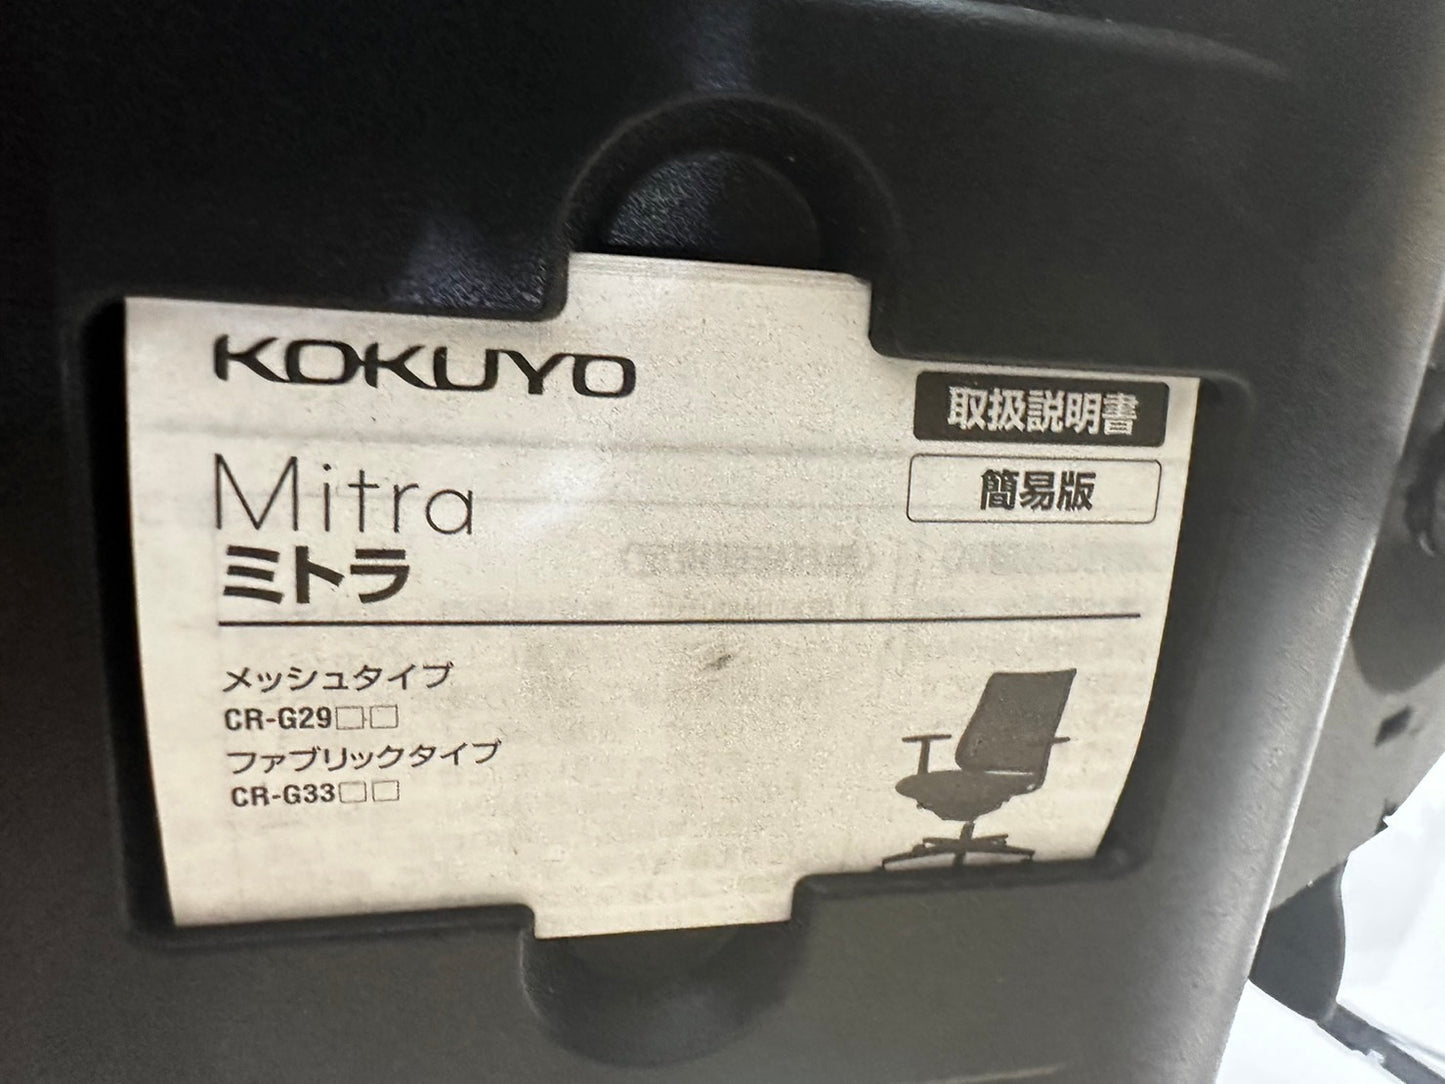 KOKUYO
取扱説明書
簡易版
Mitra
ミトラ
メッシュタイプ
CR-G29□□
ファブリックタイプ
CR-G33□□